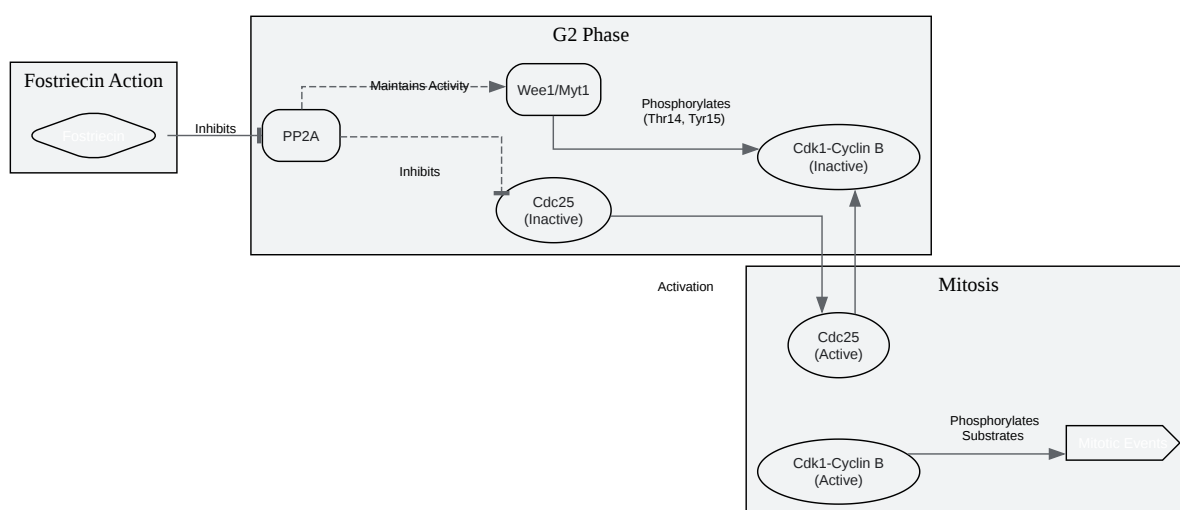 G2 Phase
Fostriecin Action
Fostriecin
Inhibits
PP2A
Maintains Activity
Wee1/Myt1
Phosphorylates
(Thr14, Tyr15)
Cdk1-Cyclin B
(Inactive)
Inhibits
Cdc25
(Inactive)
Activation
Mitosis
Cdc25
(Active)
Cdk1-Cyclin B
(Active)
Phosphorylates
Substrates
Mitotic Events